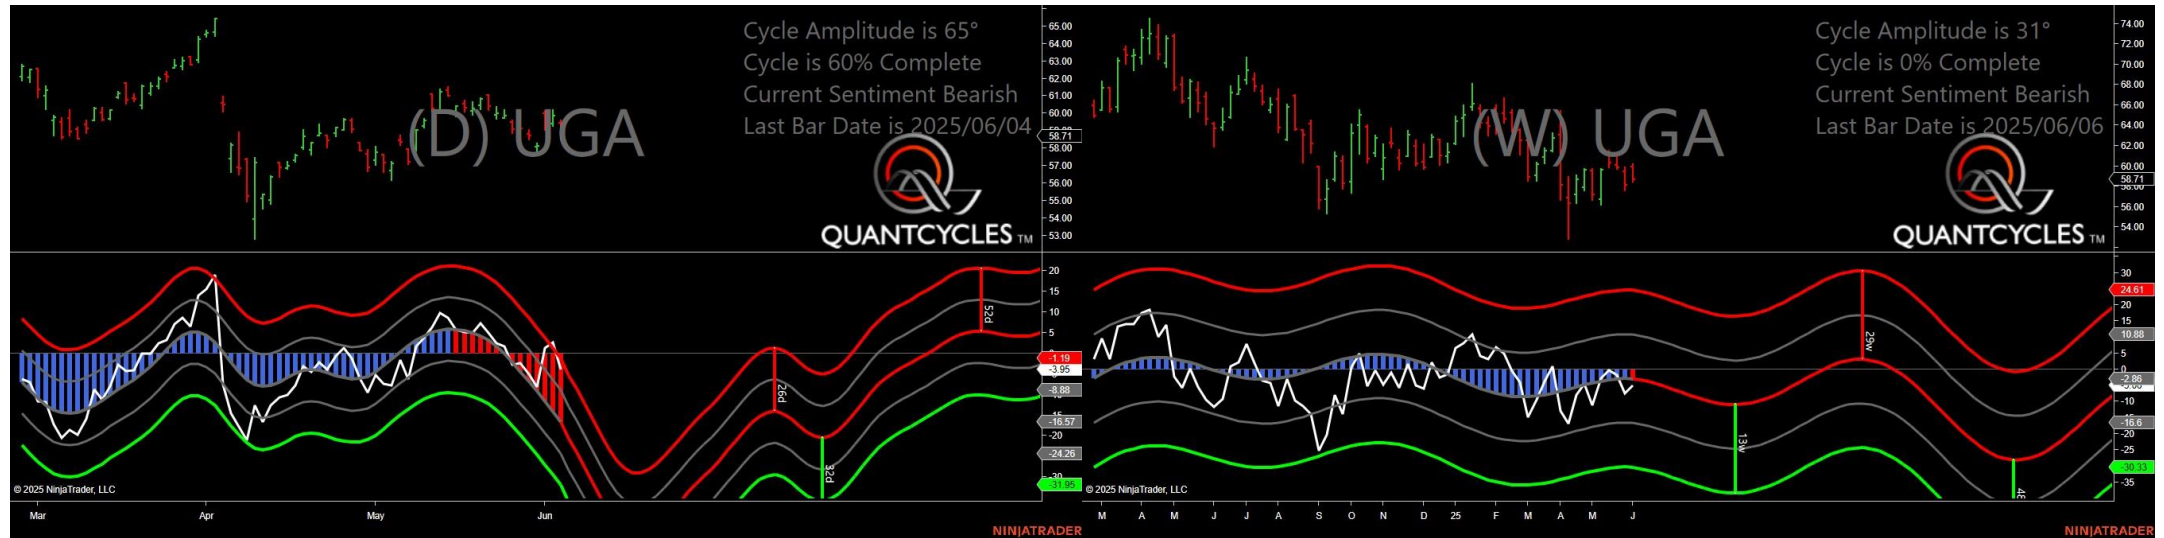 Cycle Amplitude is 65°
Cycle is 60% Complete
Current Sentiment Bearish
Last Bar Date is 2025/06/04
(D) UGA
QUANTCYCLES TM
65.00
64.00
63.00
62.00
61.00
60.00
58.71
58.00
57.00
56.00
55.00
54.00
53.00
20
15
10
5
-1.19
-3.95
-8.88
-16.57
-20
-24.26
-31.95
26d
32d
52d
© 2025 NinjaTrader, LLC
Mar Apr May Jun
NINJATRADER
Cycle Amplitude is 31°
Cycle is 0% Complete
Current Sentiment Bearish
Last Bar Date is 2025/06/06
(W) UGA
QUANTCYCLES TM
74.00
72.00
70.00
68.00
66.00
64.00
62.00
60.00
58.71
56.00
54.00
30
24.61
20
15
10.88
5
0
-2.86
-10
-16.6
-20
-25
-30.33
-35
13w
29w
© 2025 NinjaTrader, LLC
M A M J J A S O N D 25 F M A M J
NINJATRADER